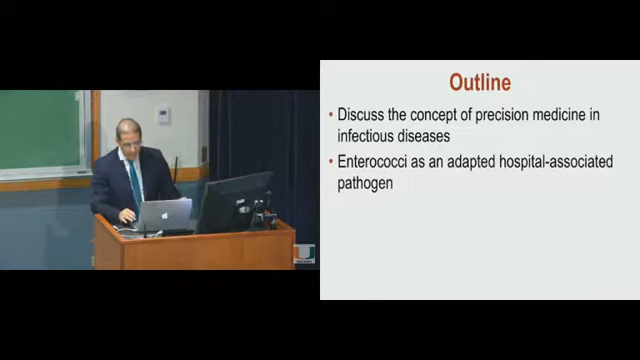 Outline
• Discuss the concept of precision medicine in
infectious diseases
• Enterococci as an adapted hospital-associated
pathogen